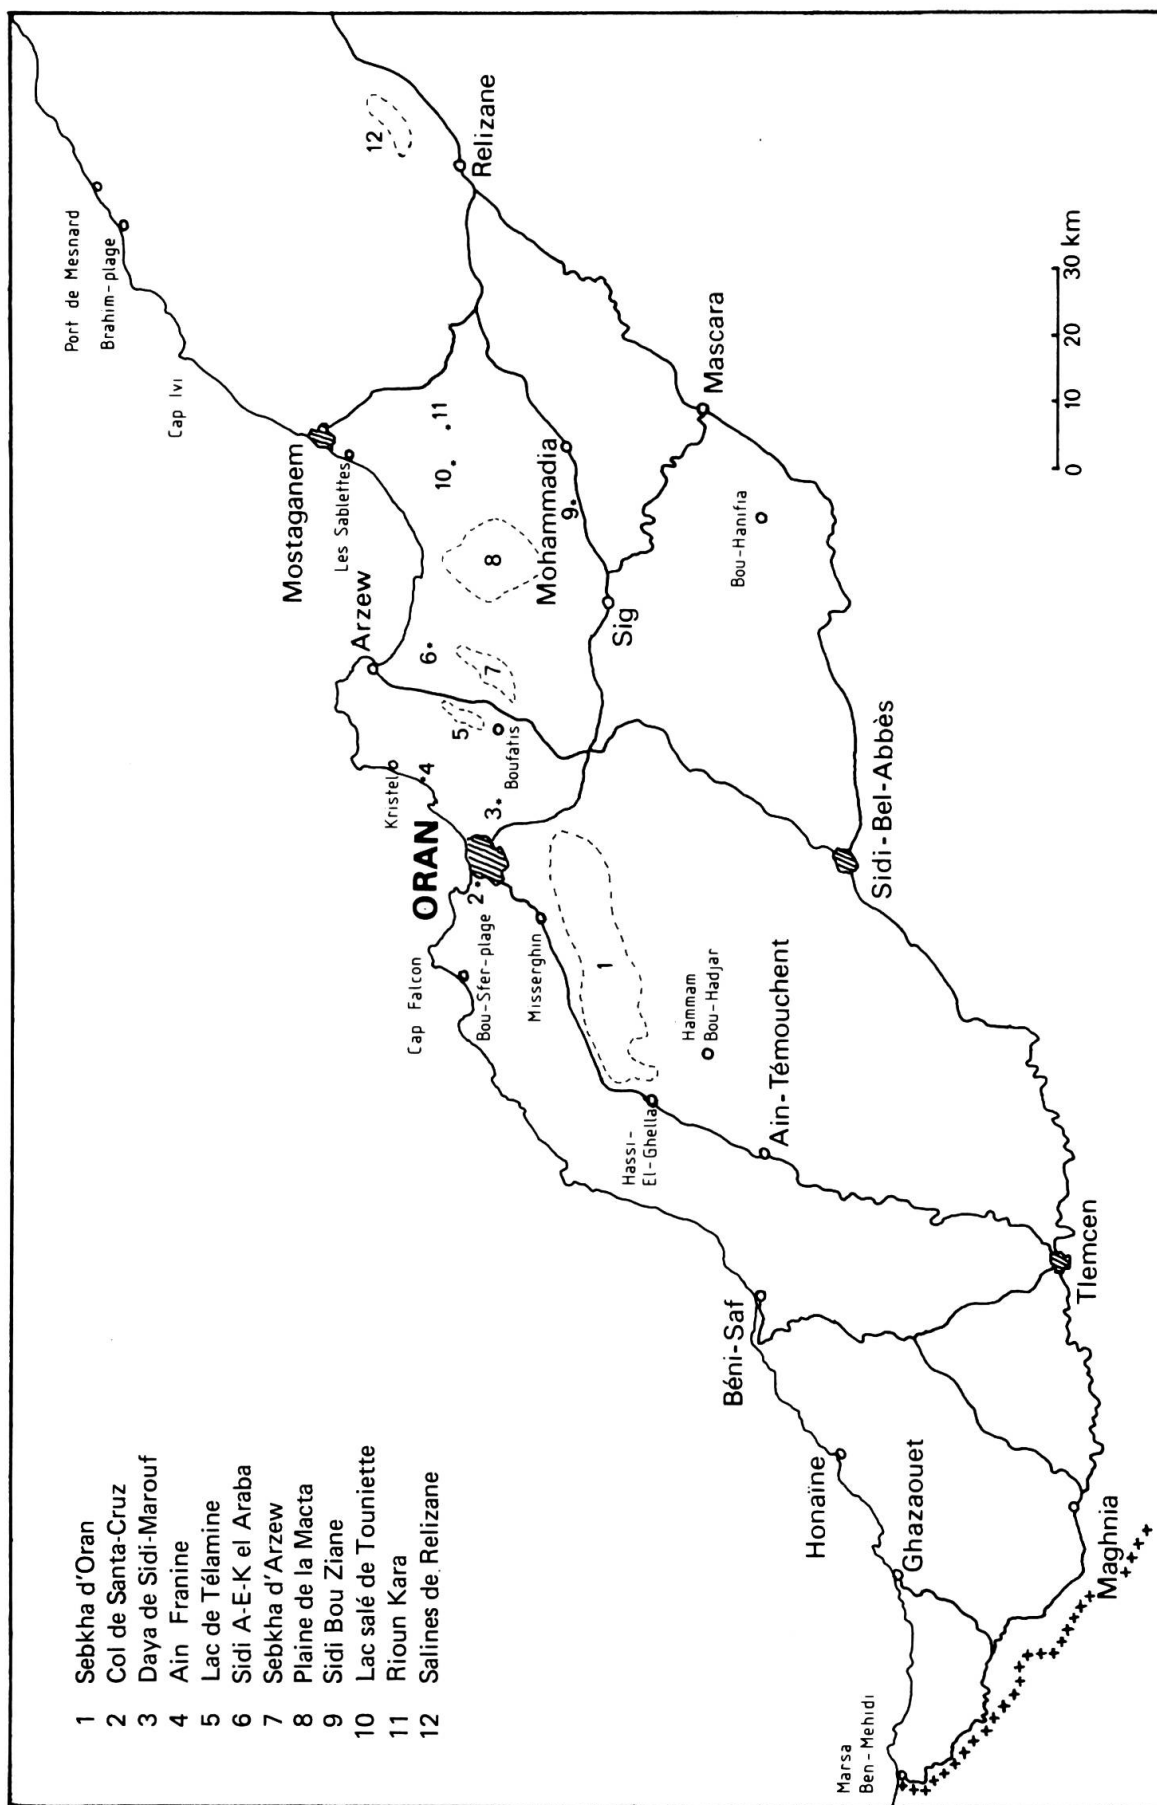 1 Sebkha d'Oran
2 Col de Santa-Cruz
3 Daya de Sidi-Marouf
4 Ain Franine
5 Lac de Télamine
6 Sidi A-E-K el Araba
7 Sebkha d'Arzew
8 Plaine de la Macta
9 Sidi Bou Ziane
10 Lac salé de Touniette
11 Rioun Kara
12 Salines de Relizane
Marsa
Ben-Mehidi
Ghazaouet
Honaïne
Maghnia
Béni-Saf
Tlemcen
Hassi-
El-Ghella
Ain-Témouchent
Hammam
Bou-Hadjar
Cap Falcon
Bou-Sfer-plage
Misserghin
1
2
ORAN
3
Kristel
4
Sidi-Bel-Abbès
5
Boufatis
Arzew
6
7
Sig
8
Mohammadia
9
Bou-Hanifia
Mostaganem
Les Sablettes
10
11
Mascara
Cap Ivi
Port de Mesnard
Brahim-plage
12
Relizane
0 10 20 30 km